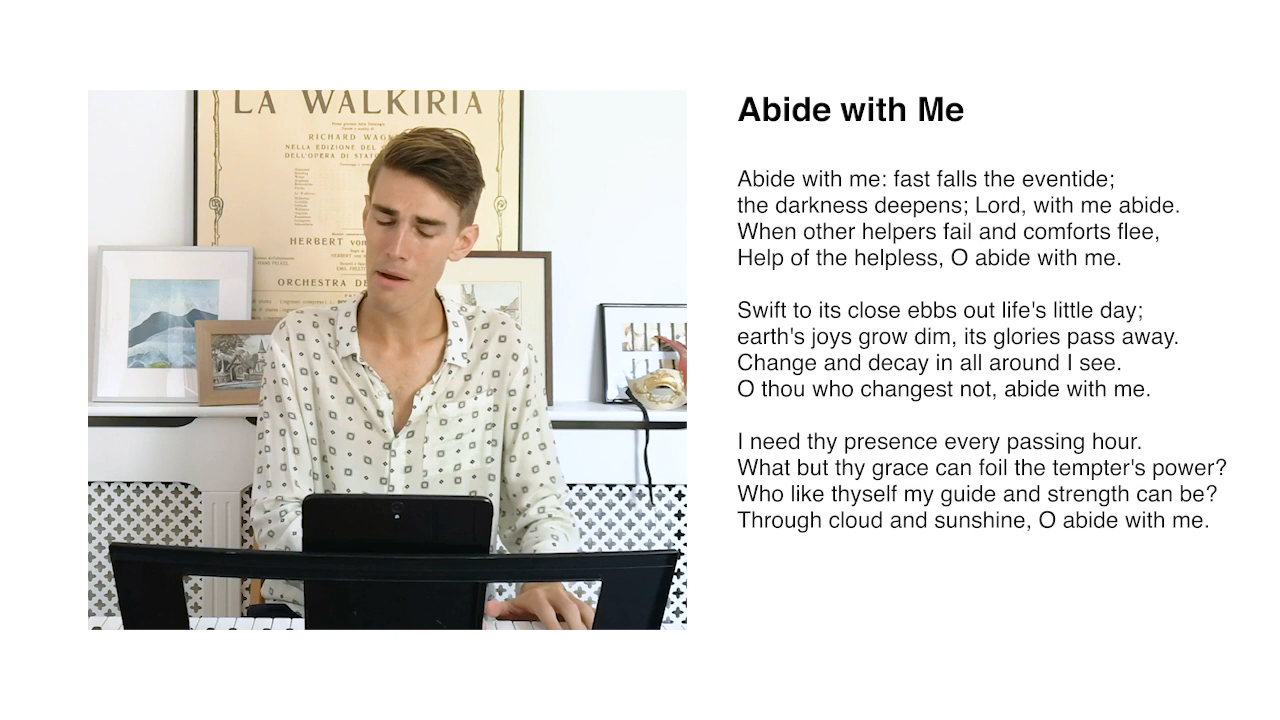 LA WALKIRIA
RICHARD
NELLA EDIZIONE DEL
DELL'OPERA DI STATO
HERBERT von
ORCHESTRA
Abide with Me
Abide with me: fast falls the eventide;
the darkness deepens; Lord, with me abide.
When other helpers fail and comforts flee,
Help of the helpless, O abide with me.
Swift to its close ebbs out life's little day;
earth's joys grow dim, its glories pass away.
Change and decay in all around I see.
O thou who changest not, abide with me.
I need thy presence every passing hour.
What but thy grace can foil the tempter's power?
Who like thyself my guide and strength can be?
Through cloud and sunshine, O abide with me.